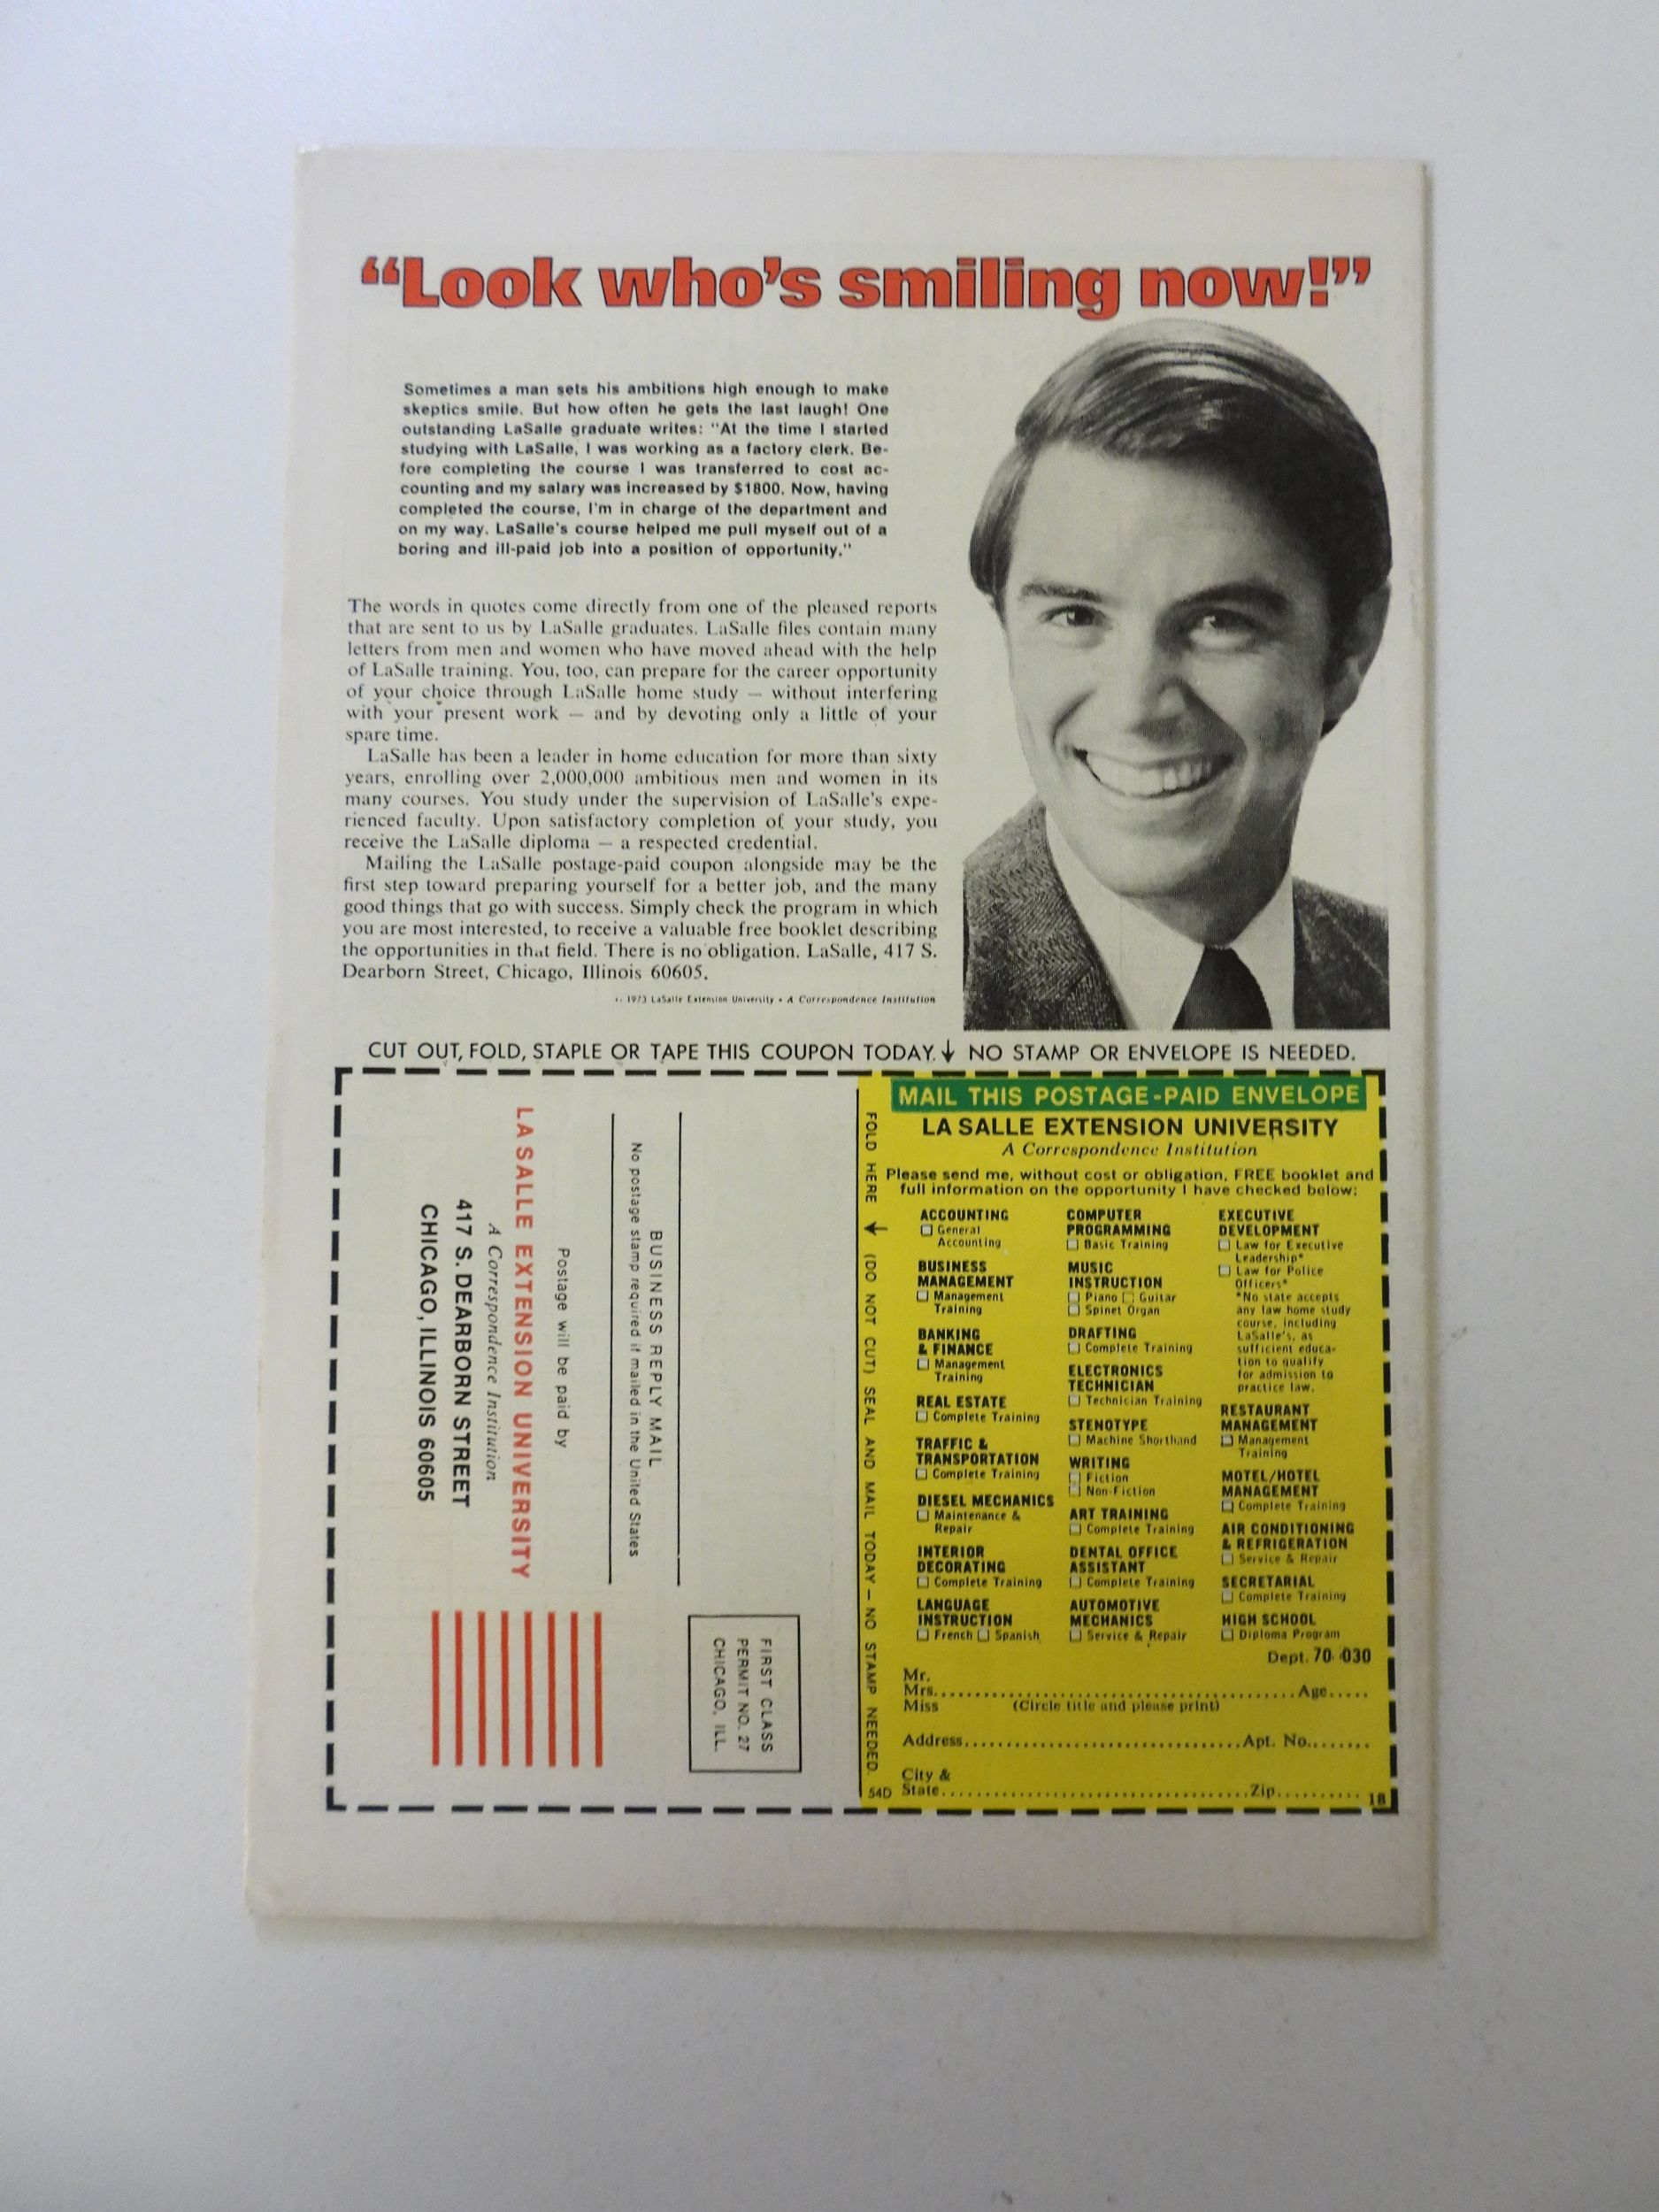 “Look who’s smiling now!”
Sometimes a man sets his ambitions high enough to make
skeptics smile. But how often he gets the last laugh! One
outstanding LaSalle graduate writes: "At the time I started
studying with LaSalle, I was working as a factory clerk. Be-
fore completing the course I was transferred to cost ac-
counting and my salary was increased by $1800. Now, having
completed the course, I'm in charge of the department and
on my way. LaSalle's course helped me pull myself out of a
boring and ill-paid job into a position of opportunity."
The words in quotes come directly from one of the pleased reports
that are sent to us by LaSalle graduates. LaSalle files contain many
letters from men and women who have moved ahead with the help
of LaSalle training. You, too, can prepare for the career opportunity
of your choice through LaSalle home study — without interfering
with your present work — and by devoting only a little of your
spare time.
LaSalle has been a leader in home education for more than sixty
years, enrolling over 2,000,000 ambitious men and women in its
many courses. You study under the supervision of LaSalle's expe-
rienced faculty. Upon satisfactory completion of your study, you
receive the LaSalle diploma — a respected credential.
Mailing the LaSalle postage-paid coupon alongside may be the
first step toward preparing yourself for a better job, and the many
good things that go with success. Simply check the program in which
you are most interested, to receive a valuable free booklet describing
the opportunities in that field. There is no obligation. LaSalle, 417 S.
Dearborn Street, Chicago, Illinois 60605.
1973 LaSalle Extension University • A Correspondence Institution
CUT OUT, FOLD, STAPLE OR TAPE THIS COUPON TODAY. ↓ NO STAMP OR ENVELOPE IS NEEDED.
FIRST CLASS
PERMIT NO. 27
CHICAGO, ILL.
BUSINESS REPLY MAIL
No postage stamp required if mailed in the United States
Postage will be paid by
LA SALLE EXTENSION UNIVERSITY
A Correspondence Institution
417 S. DEARBORN STREET
CHICAGO, ILLINOIS 60605
FOLD HERE ↓ (DO NOT CUT) SEAL AND MAIL TODAY — NO STAMP NEEDED.
MAIL THIS POSTAGE-PAID ENVELOPE
LA SALLE EXTENSION UNIVERSITY
A Correspondence Institution
Please send me, without cost or obligation, FREE booklet and
full information on the opportunity I have checked below:
ACCOUNTING
□ General
Accounting
BUSINESS
MANAGEMENT
□ Management
Training
BANKING
& FINANCE
□ Management
Training
REAL ESTATE
□ Complete Training
TRAFFIC &
TRANSPORTATION
□ Complete Training
DIESEL MECHANICS
□ Maintenance &
Repair
INTERIOR
DECORATING
□ Complete Training
LANGUAGE
INSTRUCTION
□ French □ Spanish
COMPUTER
PROGRAMMING
□ Basic Training
MUSIC
INSTRUCTION
□ Piano □ Guitar
□ Spinet Organ
DRAFTING
□ Complete Training
ELECTRONICS
TECHNICIAN
□ Technician Training
STENOTYPE
□ Machine Shorthand
WRITING
□ Fiction
□ Non-Fiction
ART TRAINING
□ Complete Training
DENTAL OFFICE
ASSISTANT
□ Complete Training
AUTOMOTIVE
MECHANICS
□ Service & Repair
EXECUTIVE
DEVELOPMENT
□ Law for Executive
Leadership*
□ Law for Police
Officers*
*No state accepts
any law home study
course, including
LaSalle's, as
sufficient educa-
tion to qualify
for admission to
practice law.
RESTAURANT
MANAGEMENT
□ Management
Training
MOTEL/HOTEL
MANAGEMENT
□ Complete Training
AIR CONDITIONING
& REFRIGERATION
□ Service & Repair
SECRETARIAL
□ Complete Training
HIGH SCHOOL
□ Diploma Program
Dept. 70-030
Mr.
Mrs. Age
Miss (Circle title and please print)
Address Apt. No.
City &
State Zip
54D
18